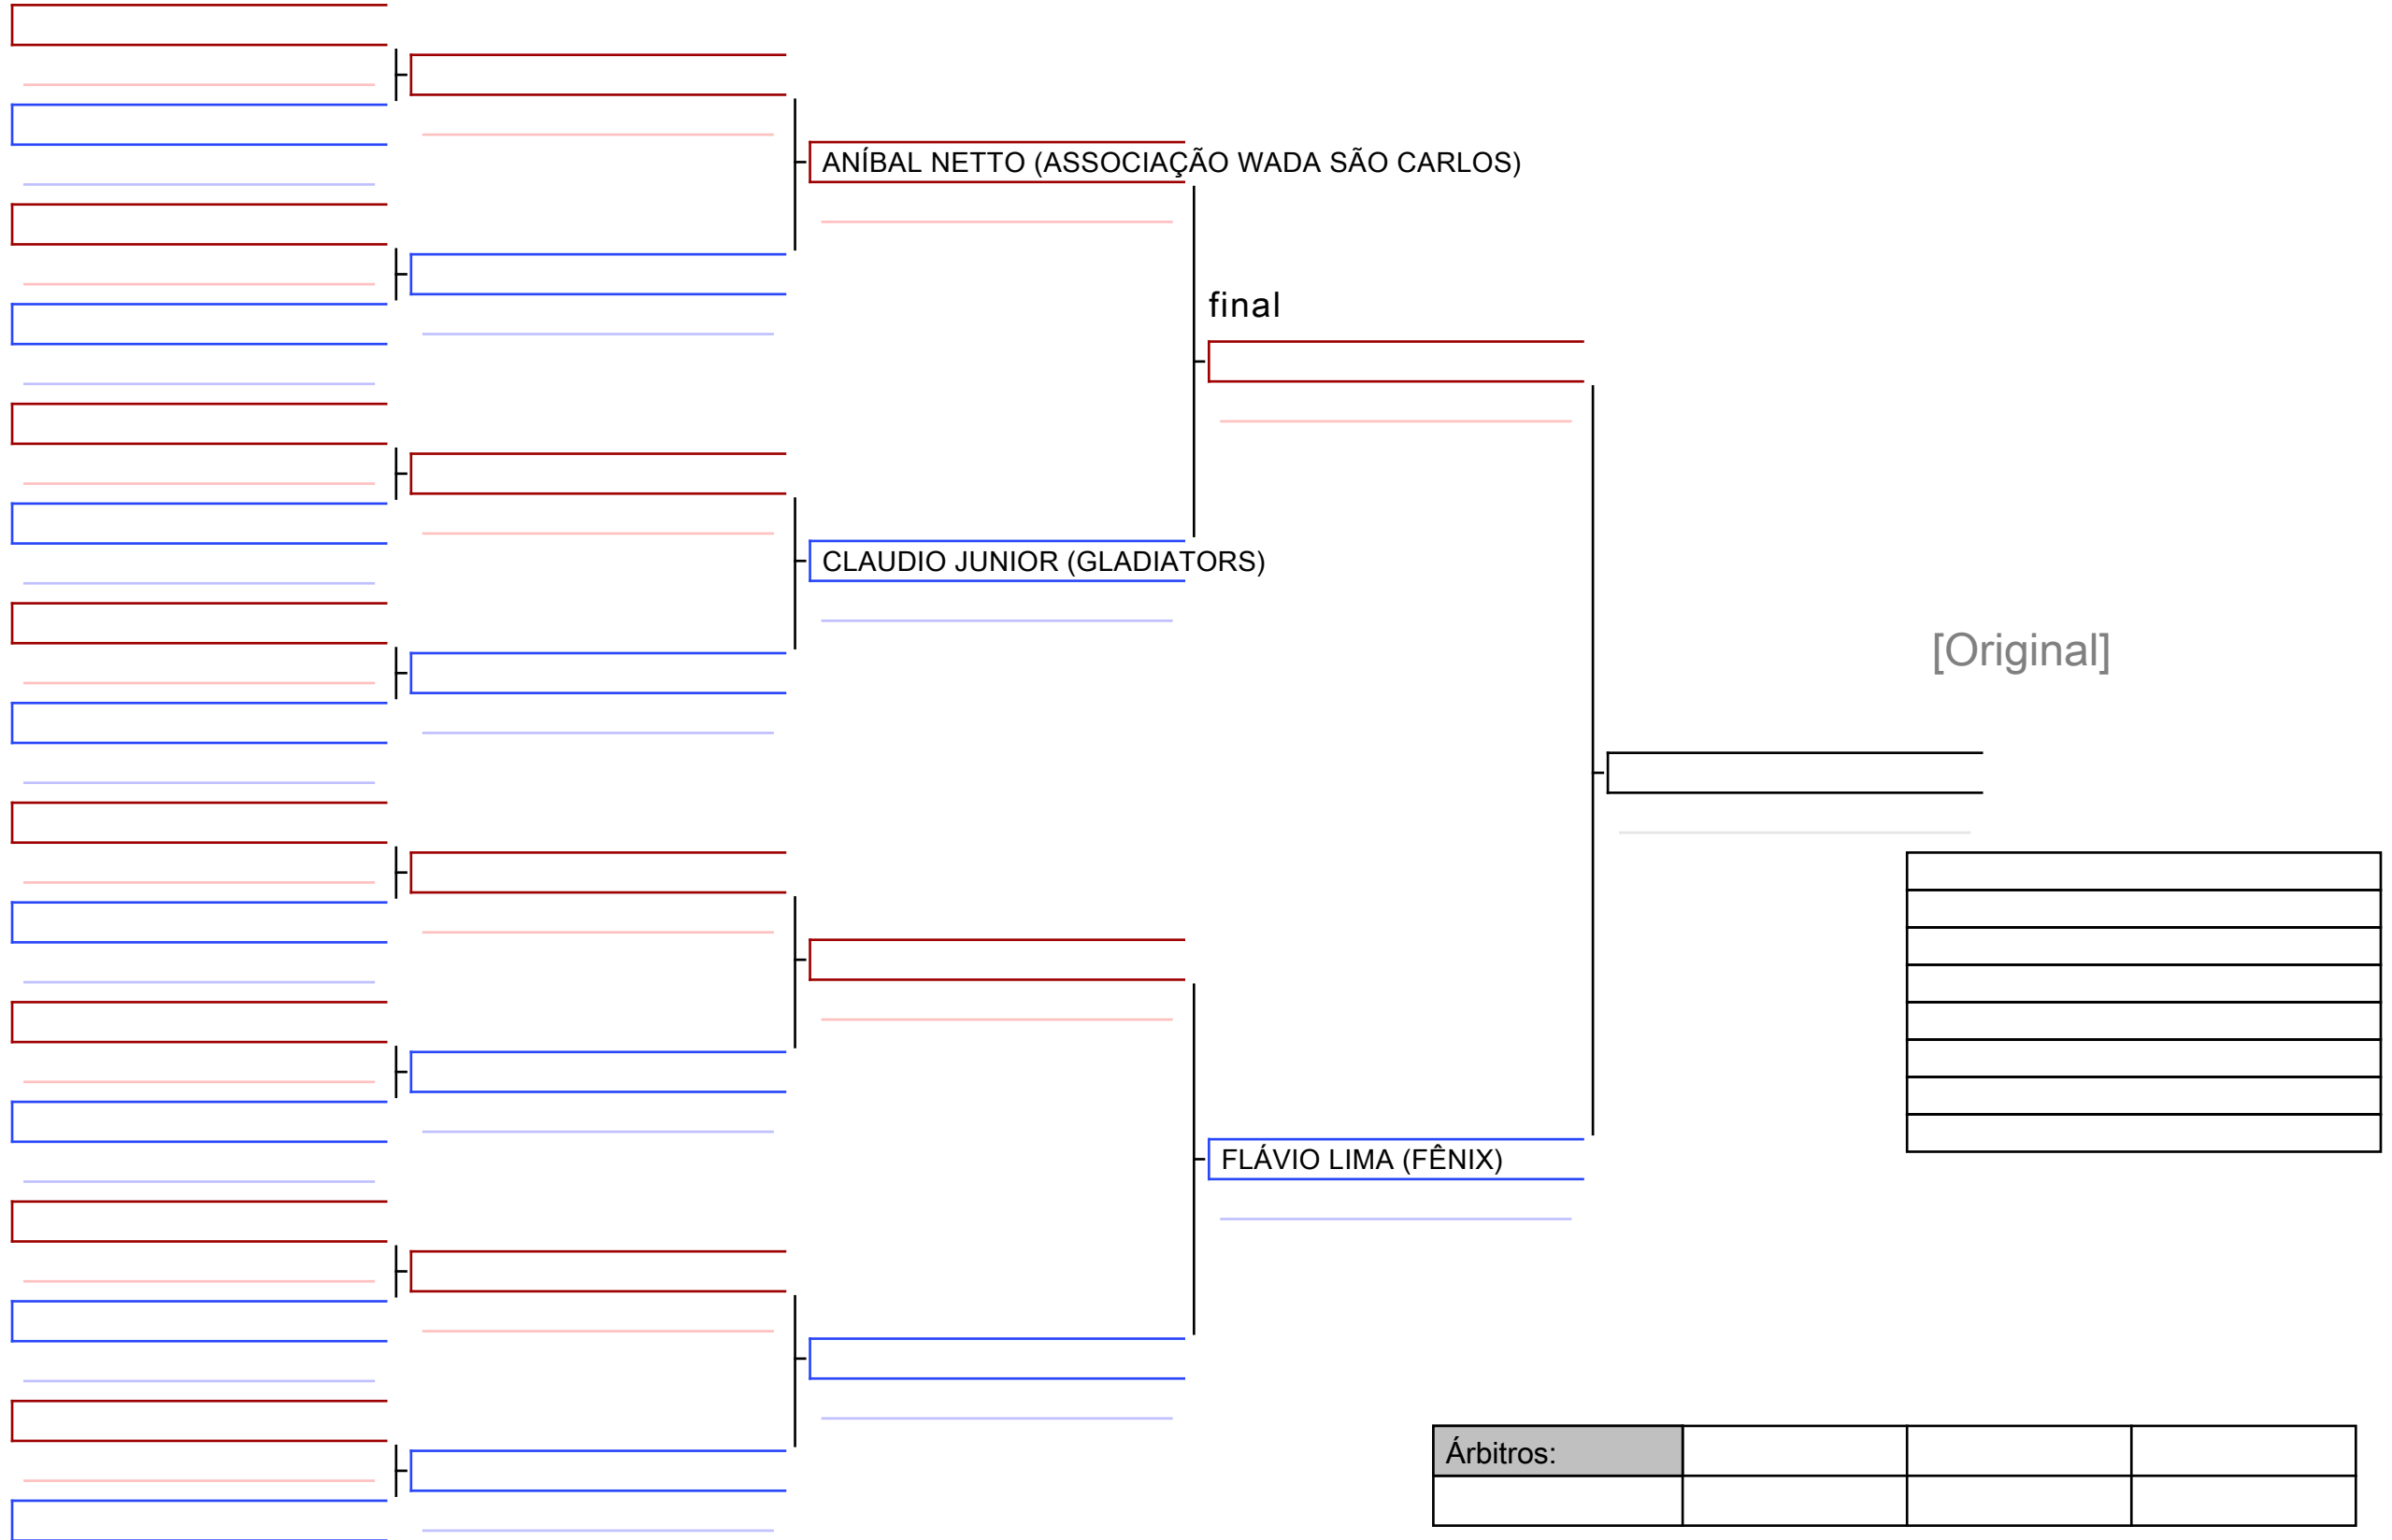 ANÍBAL NETTO (ASSOCIAÇÃO WADA SÃO CARLOS)
final
CLAUDIO JUNIOR (GLADIATORS)
[Original]
FLÁVIO LIMA (FÊNIX)
Árbitros: